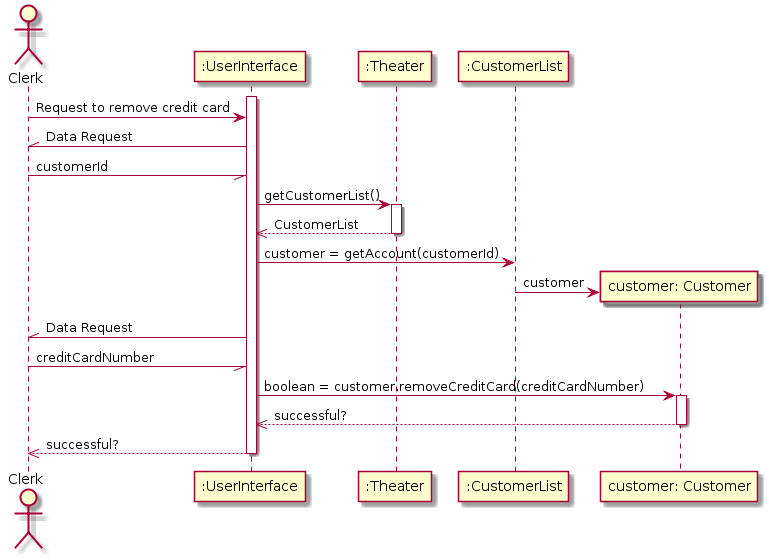 Clerk
:UserInterface
:Theater
:CustomerList
Request to remove credit card
Data Request
customerId
getCustomerList()
CustomerList
customer = getAccount(customerId)
customer
customer: Customer
Data Request
creditCardNumber
boolean = customer.removeCreditCard(creditCardNumber)
successful?
successful?
Clerk
:UserInterface
:Theater
:CustomerList
customer: Customer